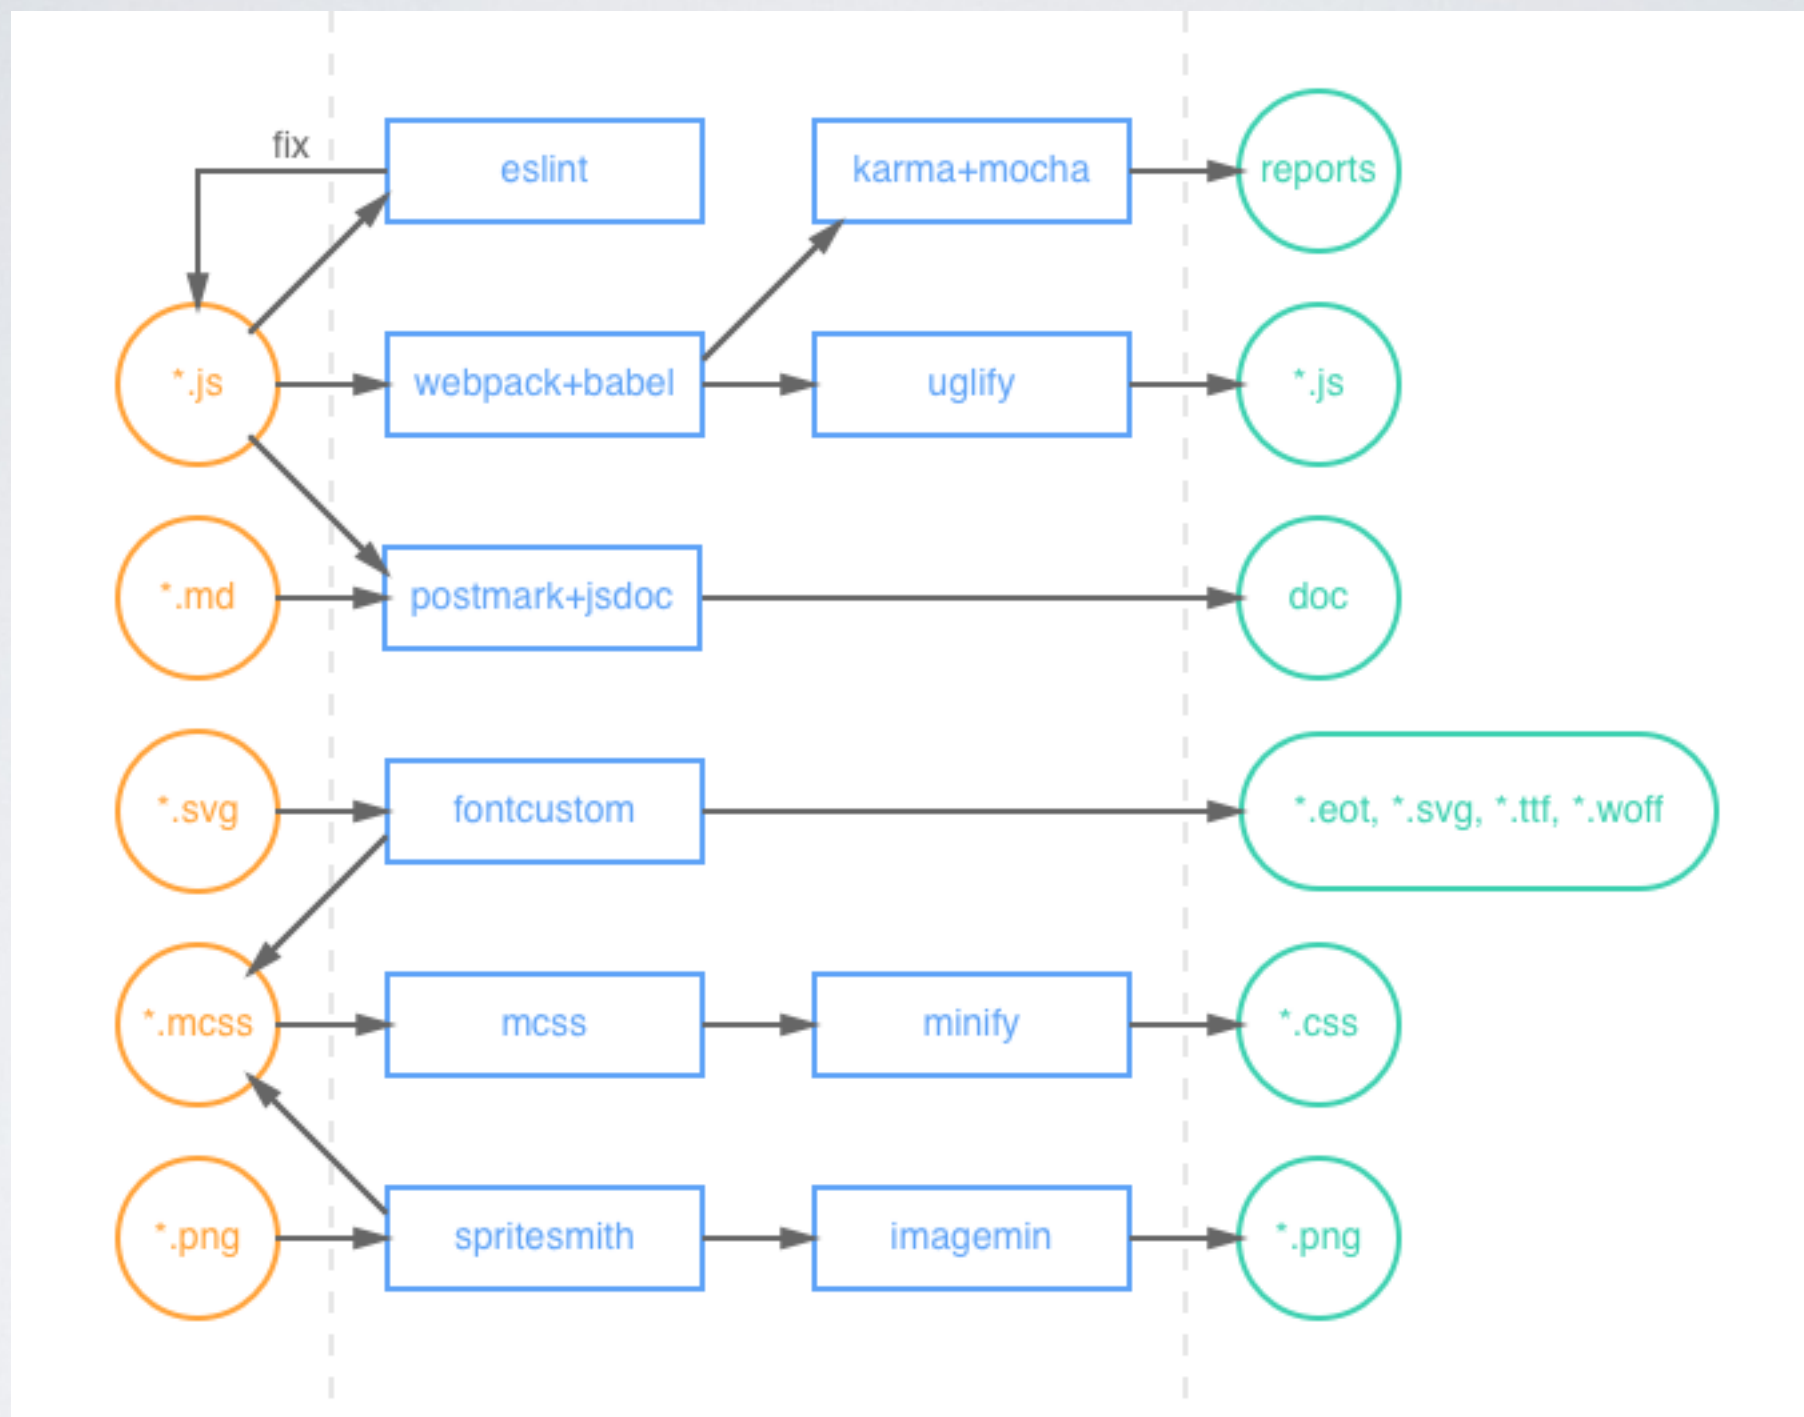 fix
eslint
karma+mocha
reports
*.js
webpack+babel
uglify
*.js
*.md
postmark+jsdoc
doc
*.svg
fontcustom
*.eot, *.svg, *.ttf, *.woff
*.mcss
mcss
minify
*.css
*.png
spritesmith
imagemin
*.png